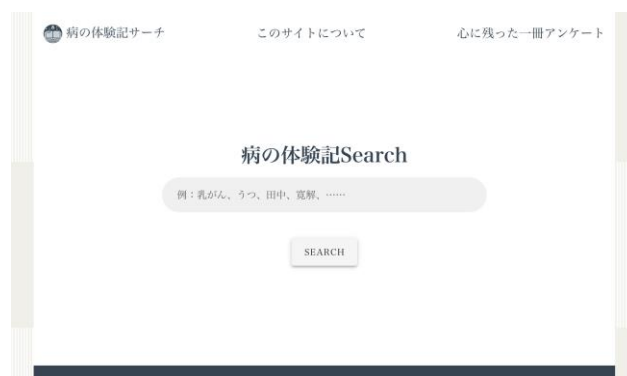 病の体験記サーチ
このサイトについて
心に残った一冊アンケート
病の体験記Search
例：乳がん、うつ、田中、寛解、……
SEARCH